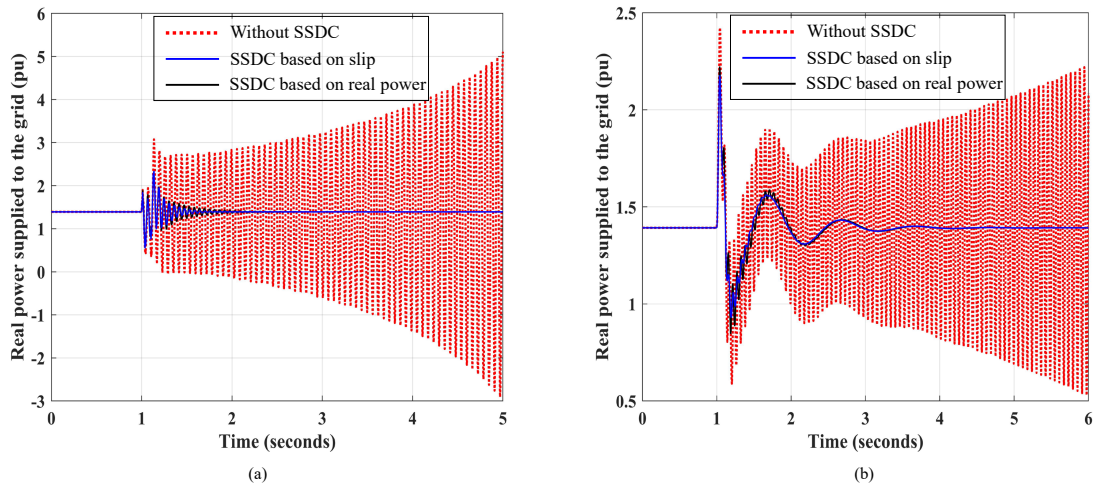 Without SSDC
SSDC based on slip
SSDC based on real power
Real power supplied to the grid (pu)
6
5
4
3
2
1
0
-1
-2
-3
0
1
2
3
4
5
Time (seconds)
(a)
Without SSDC
SSDC based on slip
SSDC based on real power
Real power supplied to the grid (pu)
2.5
2
1.5
1
0.5
0
1
2
3
4
5
6
Time (seconds)
(b)